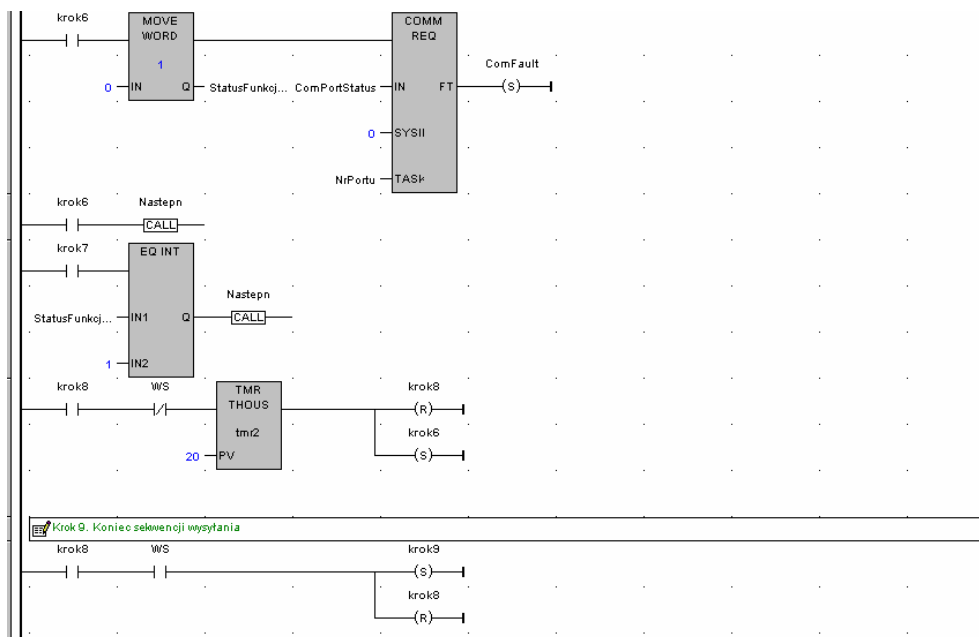 krok6
MOVE
WORD
1
0
IN
Q
StatusFunkcj...
ComPortStatus
COMM
REQ
IN
FT
ComFault
(S)
0
SYSII
NrPortu
TASk
krok6
Nastepn
CALL
krok7
EQ INT
StatusFunkcj...
IN1
Q
Nastepn
CALL
1
IN2
krok8
WS
TMR
THOUS
tmr2
20
PV
krok8
(R)
krok6
(S)
Krok 9. Koniec sekwencji wysyłania
krok8
WS
krok9
(S)
krok8
(R)